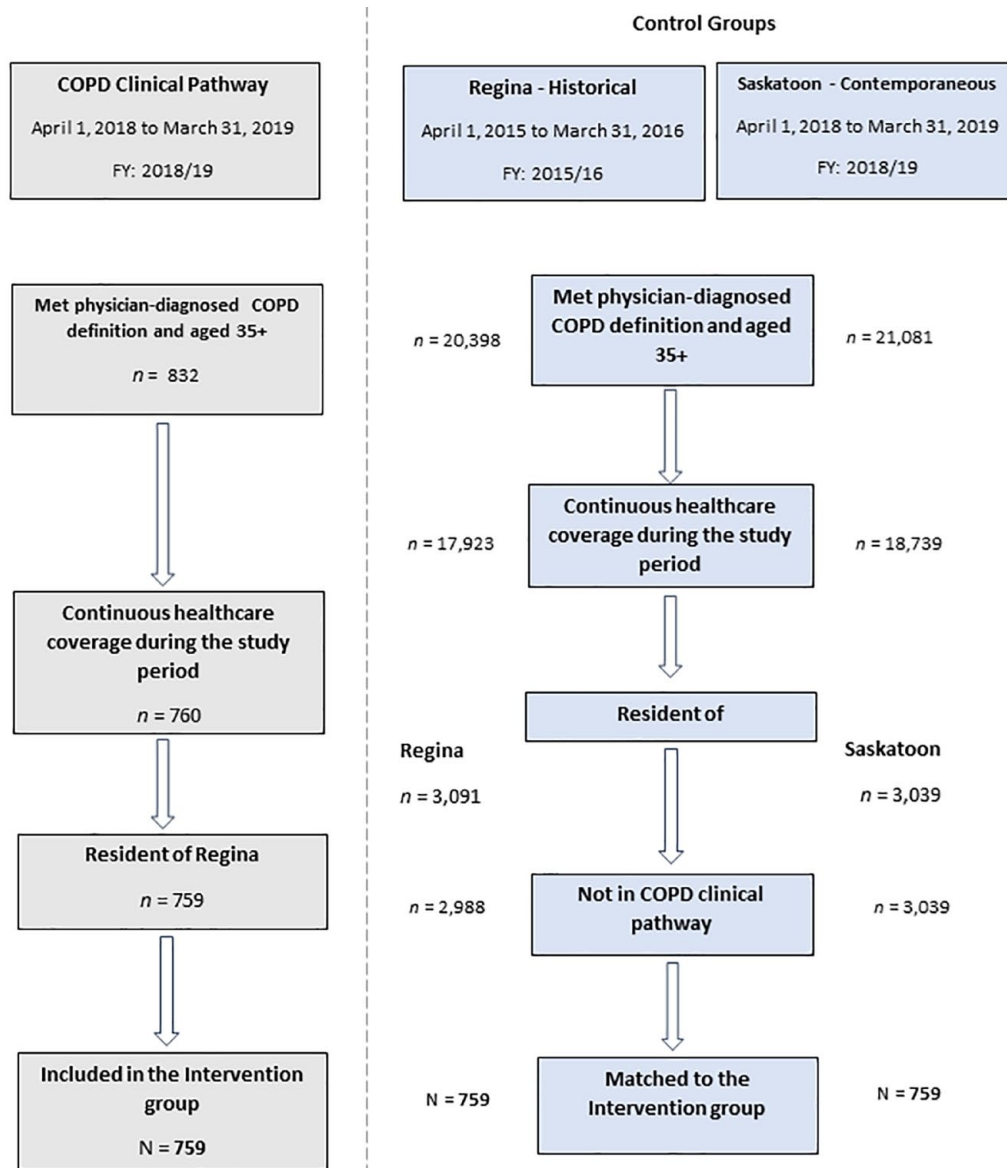 Control Groups
COPD Clinical Pathway
April 1, 2018 to March 31, 2019
FY: 2018/19
Regina - Historical
April 1, 2015 to March 31, 2016
FY: 2015/16
Saskatoon - Contemporaneous
April 1, 2018 to March 31, 2019
FY: 2018/19
Met physician-diagnosed COPD
definition and aged 35+
n = 832
Continuous healthcare
coverage during the study
period
n = 760
Resident of Regina
n = 759
Included in the Intervention
group
N = 759
n = 20,398
Met physician-diagnosed
COPD definition and aged
35+
n = 21,081
n = 17,923
Continuous healthcare
coverage during the study
period
n = 18,739
Resident of
Regina
n = 3,091
Saskatoon
n = 3,039
n = 2,988
Not in COPD clinical
pathway
n = 3,039
N = 759
Matched to the
Intervention group
N = 759